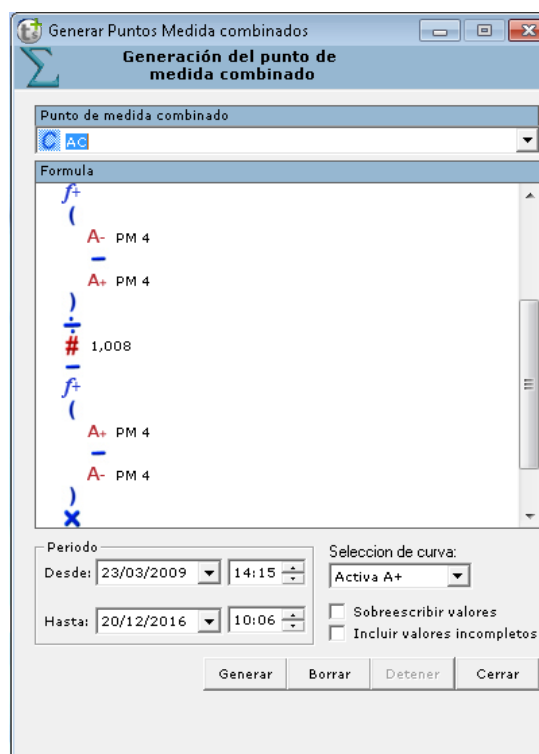 Generar Puntos Medida combinados
Generación del punto de
medida combinado
Punto de medida combinado
C AC
Formula
f+
(
A- PM 4
−
A+ PM 4
)
÷
# 1,008
−
f+
(
A+ PM 4
−
A- PM 4
)
×
Periodo
Desde: 23/03/2009 14:15
Hasta: 20/12/2016 10:06
Seleccion de curva:
Activa A+
Sobreescribir valores
Incluir valores incompletos
Generar Borrar Detener Cerrar